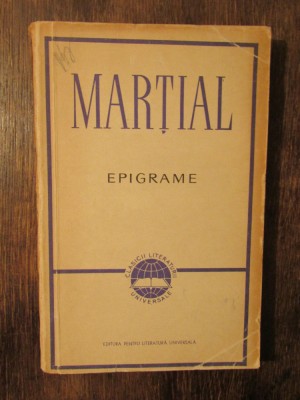 MARȚIAL
EPIGRAME
CLASICII LITERATURII
UNIVERSALE
EDITURA PENTRU LITERATURĂ UNIVERSALĂ